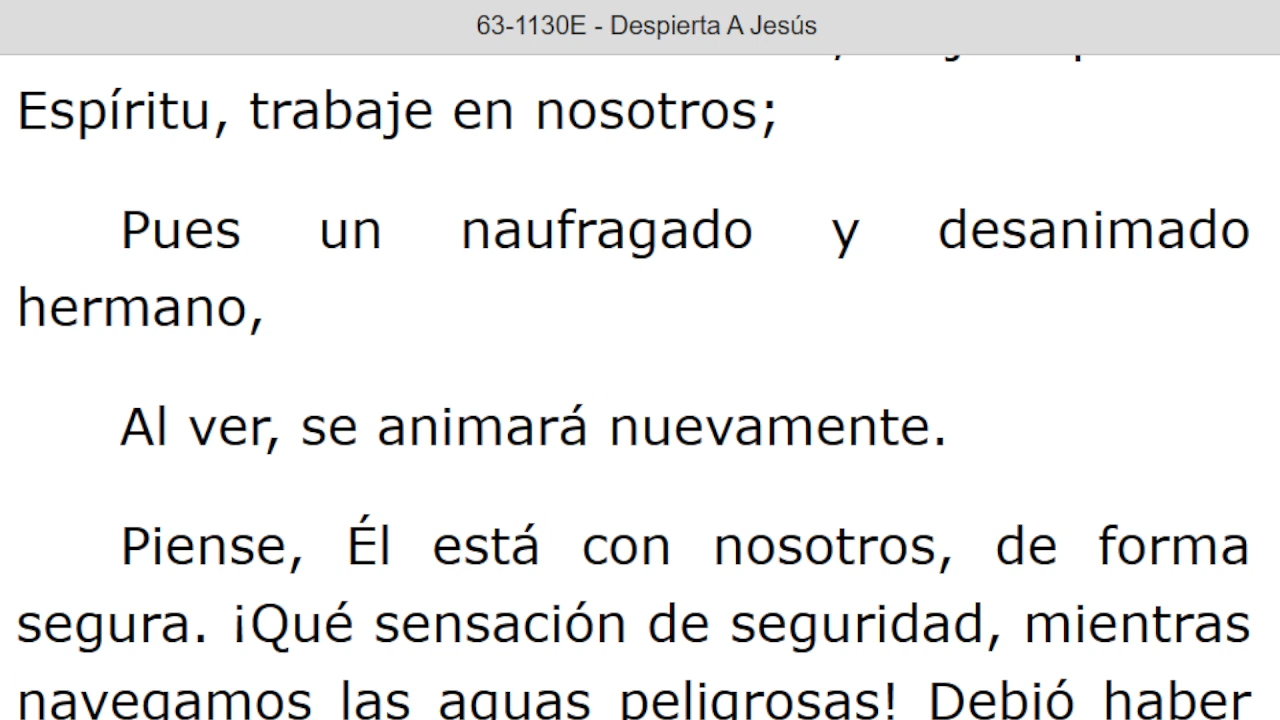 63-1130E - Despierta A Jesús
Espíritu, trabaje en nosotros;
Pues un naufragado y desanimado
hermano,
Al ver, se animará nuevamente.
Piense, Él está con nosotros, de forma
segura. ¡Qué sensación de seguridad, mientras
navegamos las aguas peligrosas! Debió haber